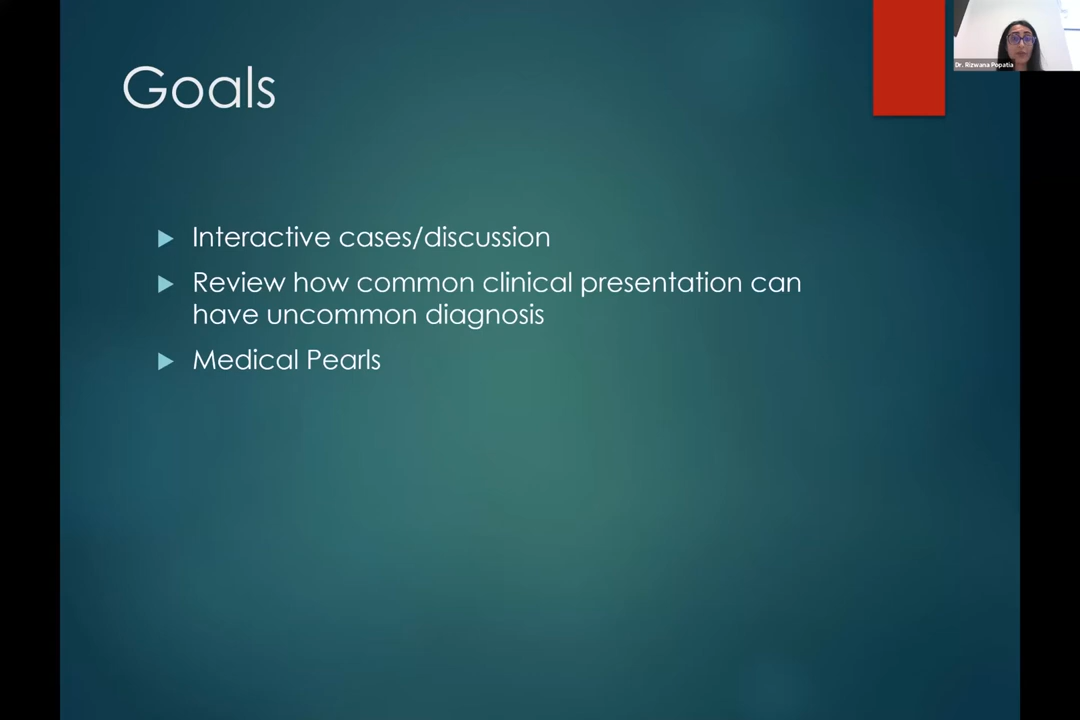 Goals
Dr. Rizwana Popatia
Interactive cases/discussion
Review how common clinical presentation can
have uncommon diagnosis
Medical Pearls